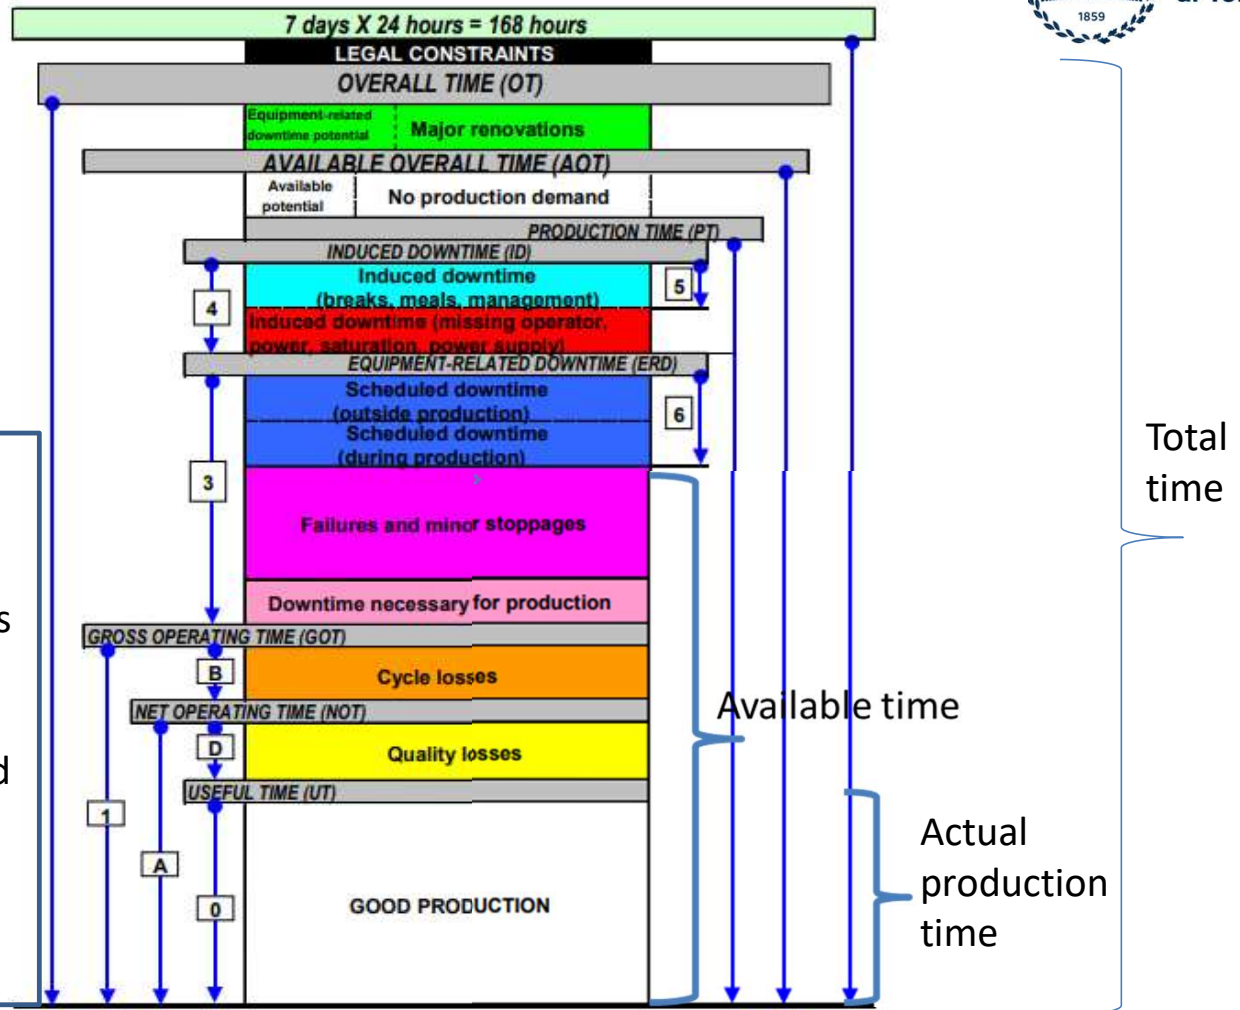 7 days X 24 hours = 168 hours
1859
LEGAL CONSTRAINTS
OVERALL TIME (OT)
Equipment-related
downtime potential
Major renovations
AVAILABLE OVERALL TIME (AOT)
Available
potential
No production demand
PRODUCTION TIME (PT)
INDUCED DOWNTIME (ID)
Induced downtime
(breaks, meals, management)
5
4
Induced downtime (missing operator,
power, saturation, power supply)
EQUIPMENT-RELATED DOWNTIME (ERD)
Scheduled downtime
(outside production)
6
Scheduled downtime
(during production)
Total
time
3
Failures and minor stoppages
Downtime necessary for production
s
GROSS OPERATING TIME (GOT)
B
Cycle losses
NET OPERATING TIME (NOT)
Available time
D
Quality losses
d
USEFUL TIME (UT)
1
A
0
GOOD PRODUCTION
Actual
production
time